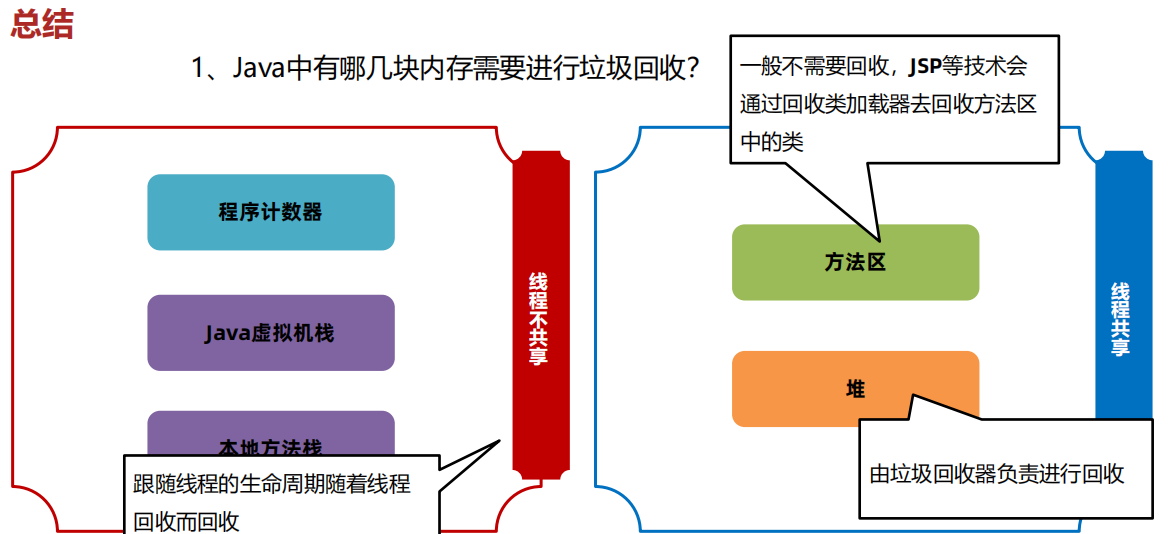 总结
1、Java中有哪几块内存需要进行垃圾回收？
一般不需要回收，JSP等技术会
通过回收类加载器去回收方法区
中的类
程序计数器
Java虚拟机栈
本地方法栈
线程不共享
跟随线程的生命周期随着线程
回收而回收
方法区
堆
线程共享
由垃圾回收器负责进行回收